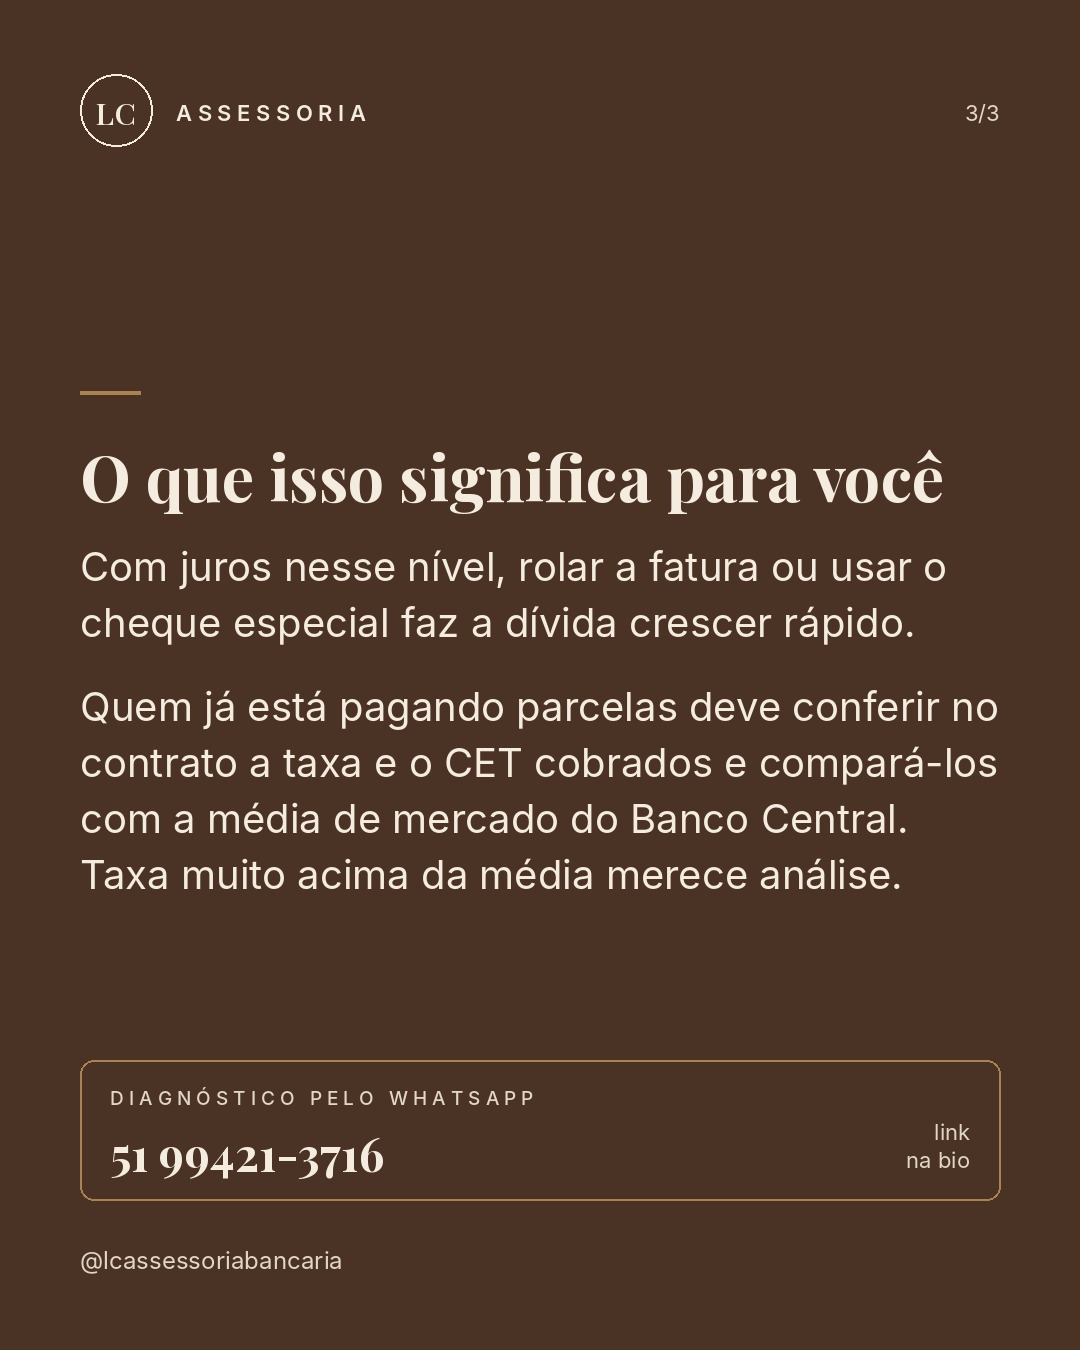 LC ASSESSORIA
3/3
O que isso significa para você
Com juros nesse nível, rolar a fatura ou usar o
cheque especial faz a dívida crescer rápido.
Quem já está pagando parcelas deve conferir no
contrato a taxa e o CET cobrados e compará-los
com a média de mercado do Banco Central.
Taxa muito acima da média merece análise.
DIAGNÓSTICO PELO WHATSAPP
51 99421-3716
link
na bio
@lcassessoriabancaria